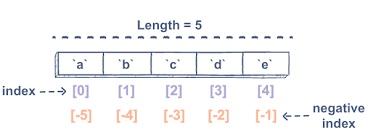 Length = 5
`a` `b` `c` `d` `e`
index [0] [1] [2] [3] [4]
[-5] [-4] [-3] [-2] [-1] negative
index